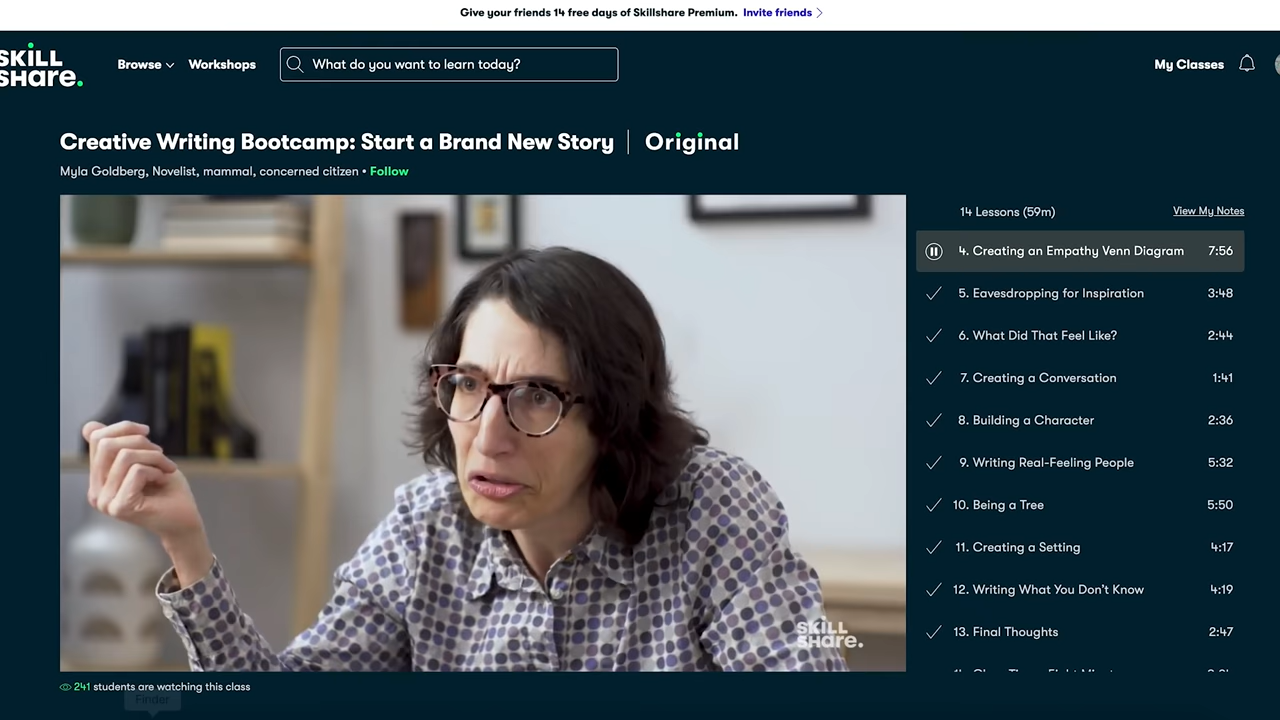 Give your friends 14 free days of Skillshare Premium. Invite friends
SKILL
SHare.
Browse
Workshops
What do you want to learn today?
My Classes
Creative Writing Bootcamp: Start a Brand New Story | Original
Myla Goldberg, Novelist, mammal, concerned citizen • Follow
14 Lessons (59m)
View My Notes
4. Creating an Empathy Venn Diagram 7:56
5. Eavesdropping for Inspiration 3:48
6. What Did That Feel Like? 2:44
7. Creating a Conversation 1:41
8. Building a Character 2:36
9. Writing Real-Feeling People 5:32
10. Being a Tree 5:50
11. Creating a Setting 4:17
12. Writing What You Don't Know 4:19
13. Final Thoughts 2:47
SKILL
SHare.
241 students are watching this class
Finder